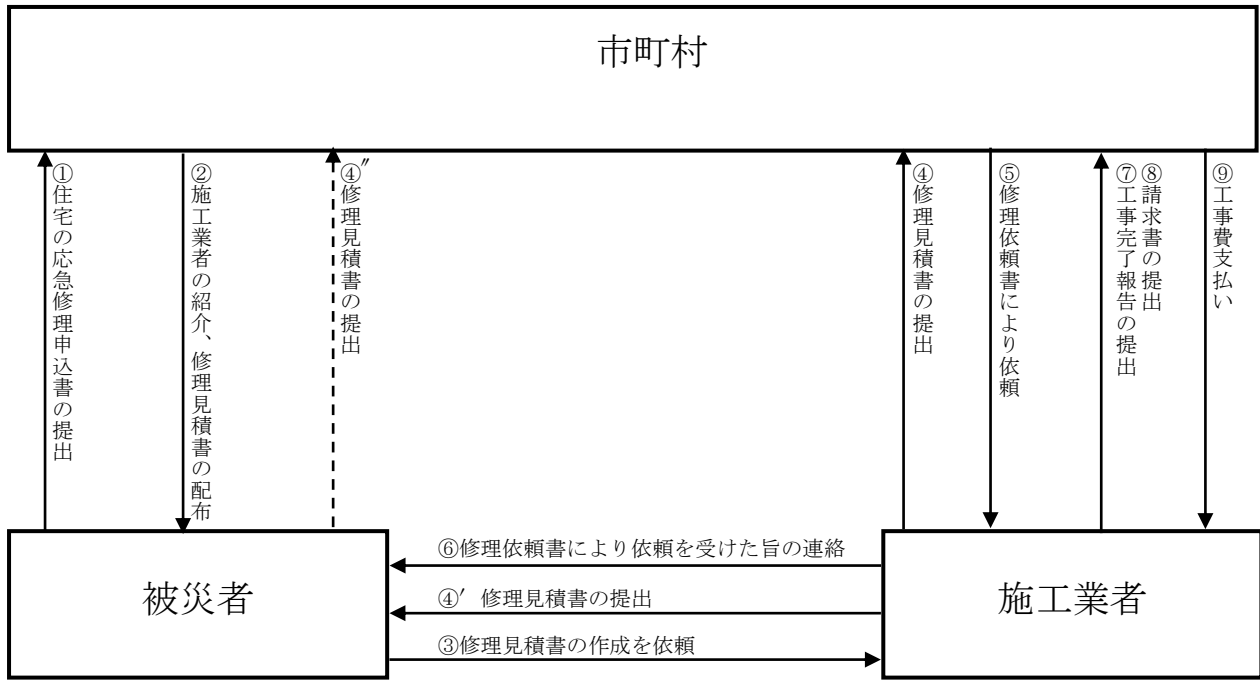 市町村
①住宅の応急修理申込書の提出
②施工業者の紹介、修理見積書の配布
④″修理見積書の提出
④修理見積書の提出
⑤修理依頼書により依頼
⑧請求書の提出
⑦工事完了報告の提出
⑨工事費支払い
⑥修理依頼書により依頼を受けた旨の連絡
④′ 修理見積書の提出
③修理見積書の作成を依頼
被災者
施工業者